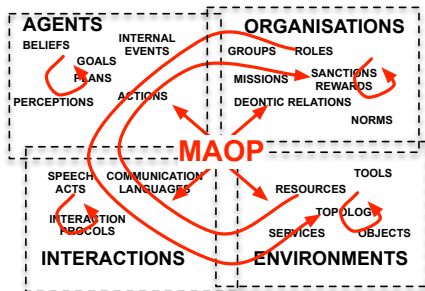 AGENTS
BELIEFS
INTERNAL
EVENTS
GOALS
PLANS
PERCEPTIONS
ACTIONS
ORGANISATIONS
GROUPS ROLES
MISSIONS
SANCTIONS
REWARDS
DEONTIC RELATIONS
NORMS
MAOP
SPEECH
ACTS
COMMUNICATION
LANGUAGES
INTERACTION
PROCOLS
INTERACTIONS
TOOLS
RESOURCES
TOPOLOG
SERVICES
OBJECTS
ENVIRONMENTS